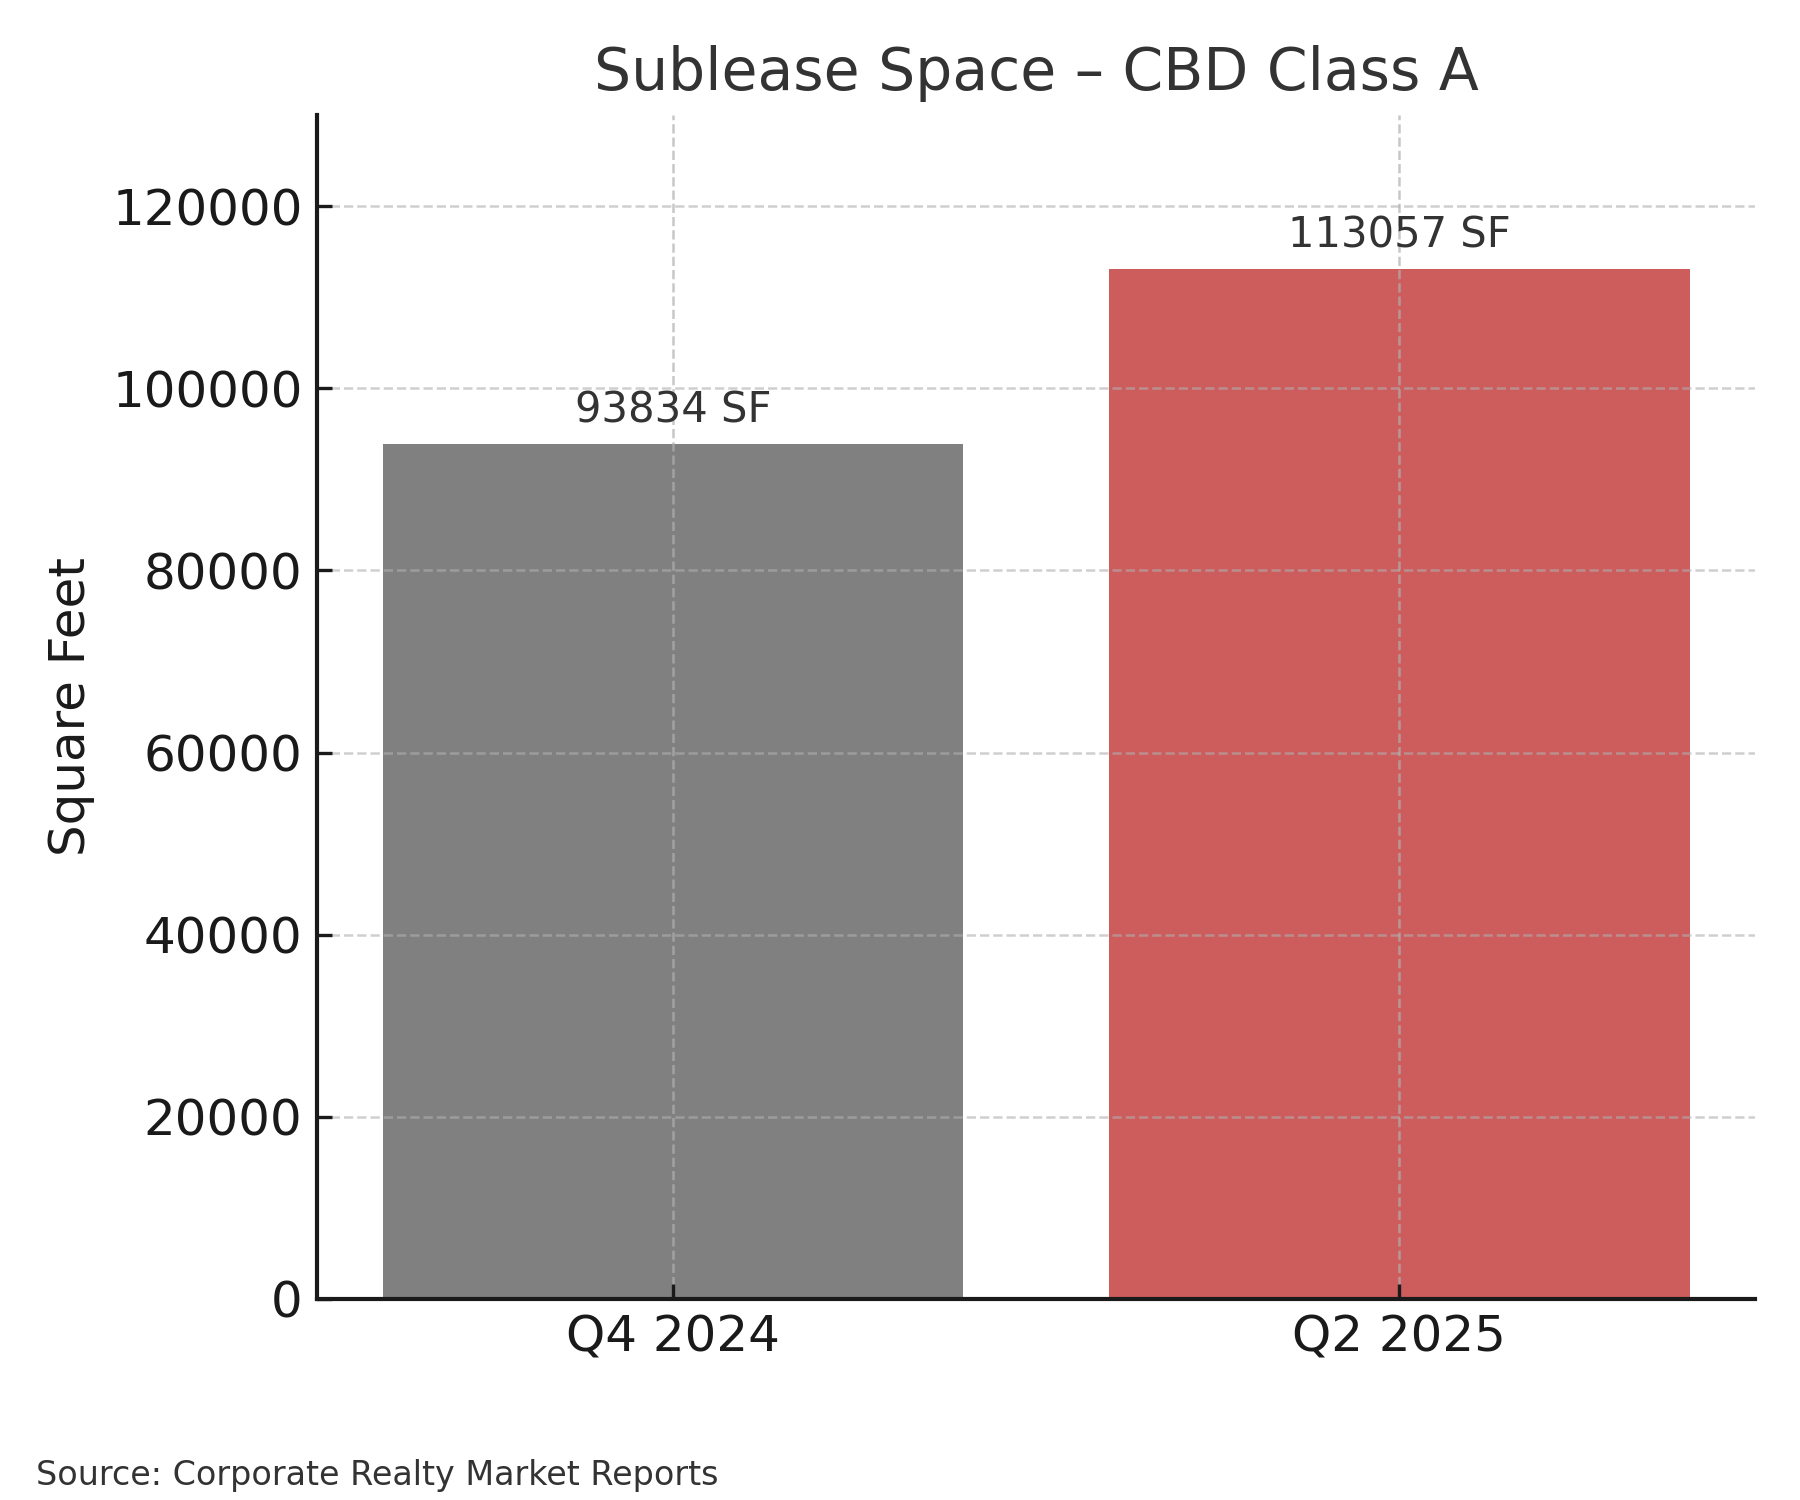 Sublease Space – CBD Class A
Square Feet
120000
100000
80000
60000
40000
20000
0
93834 SF
113057 SF
Q4 2024
Q2 2025
Source: Corporate Realty Market Reports